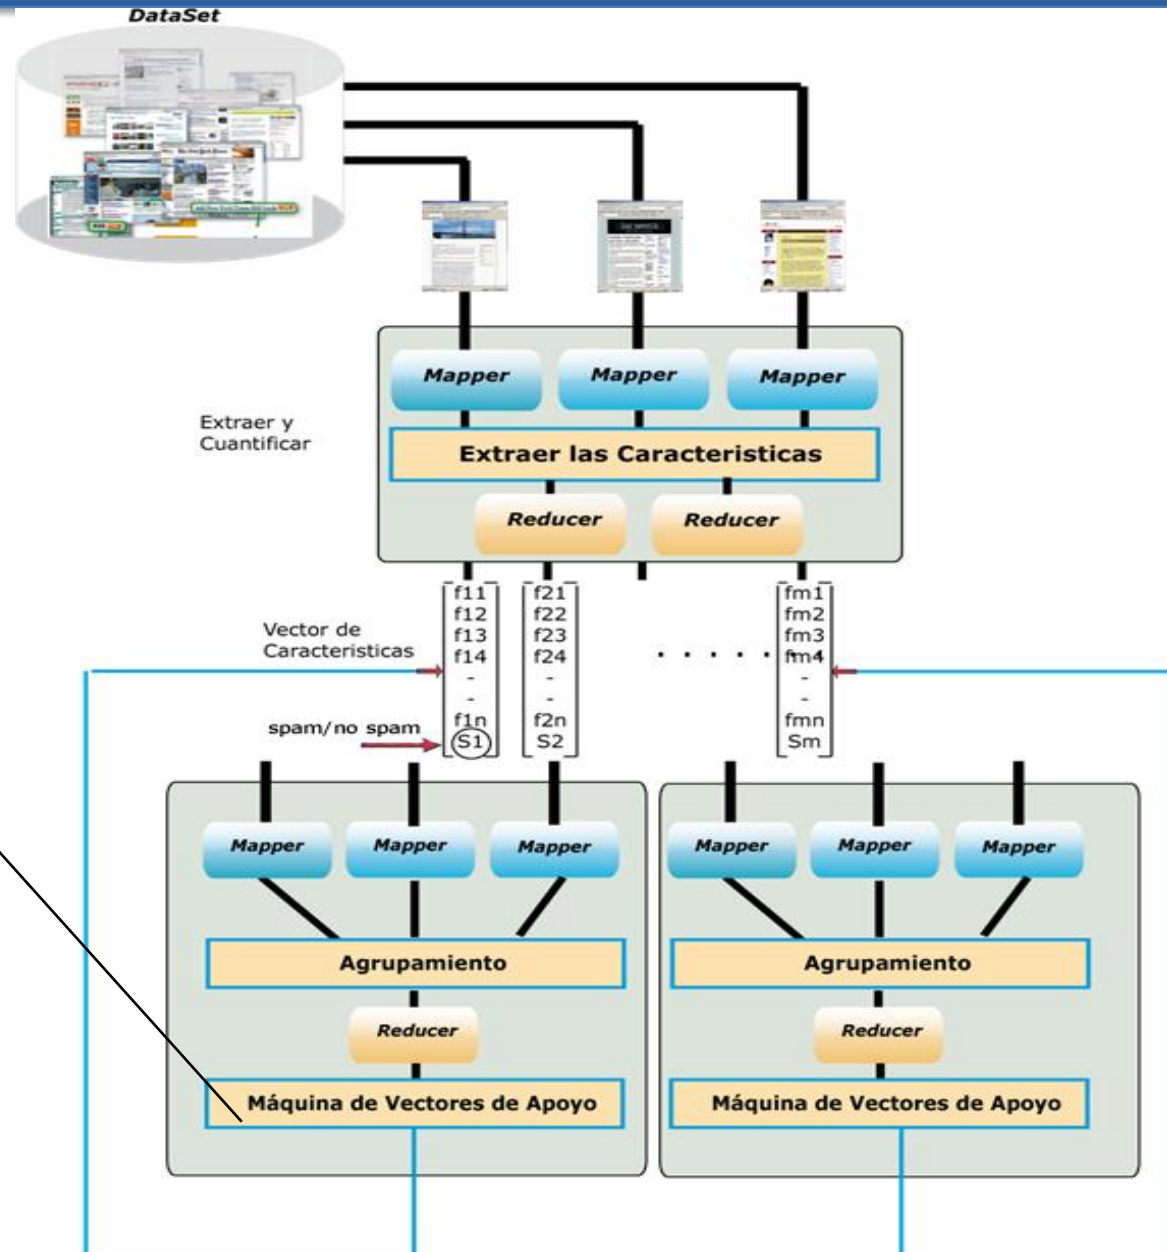 DataSet
Mapper
Mapper
Mapper
Extraer y
Cuantificar
Extraer las Caracteristicas
Reducer
Reducer
Vector de
Caracteristicas
f11
f12
f13
f14
-
-
f1n
S1
f21
f22
f23
f24
-
-
f2n
S2
. . . . . . .
fm1
fm2
fm3
fm4
-
-
fmn
Sm
spam/no spam
Mapper
Mapper
Mapper
Agrupamiento
Reducer
Máquina de Vectores de Apoyo
Mapper
Mapper
Mapper
Agrupamiento
Reducer
Máquina de Vectores de Apoyo